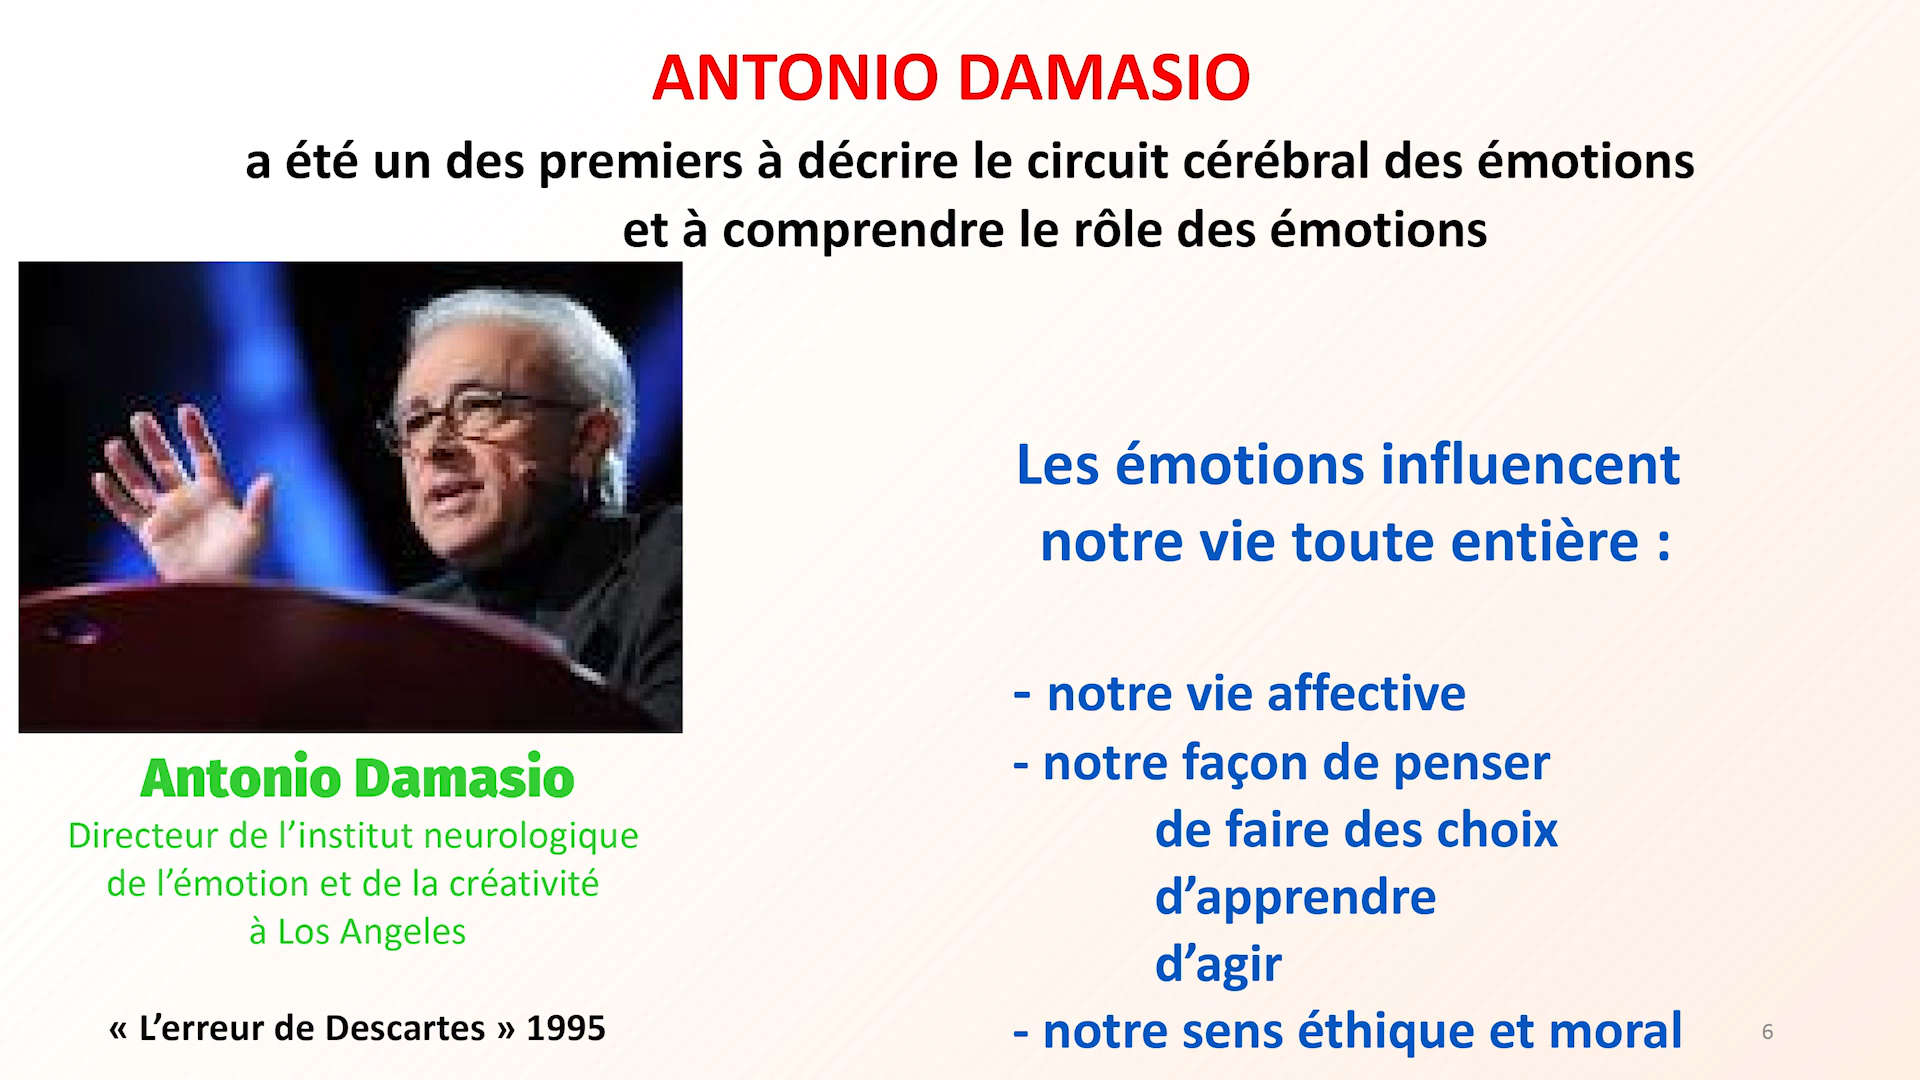 ANTONIO DAMASIO
a été un des premiers à décrire le circuit cérébral des émotions
et à comprendre le rôle des émotions
Antonio Damasio
Directeur de l’institut neurologique
de l’émotion et de la créativité
à Los Angeles
« L’erreur de Descartes » 1995
Les émotions influencent
notre vie toute entière :
- notre vie affective
- notre façon de penser
de faire des choix
d’apprendre
d’agir
- notre sens éthique et moral
6